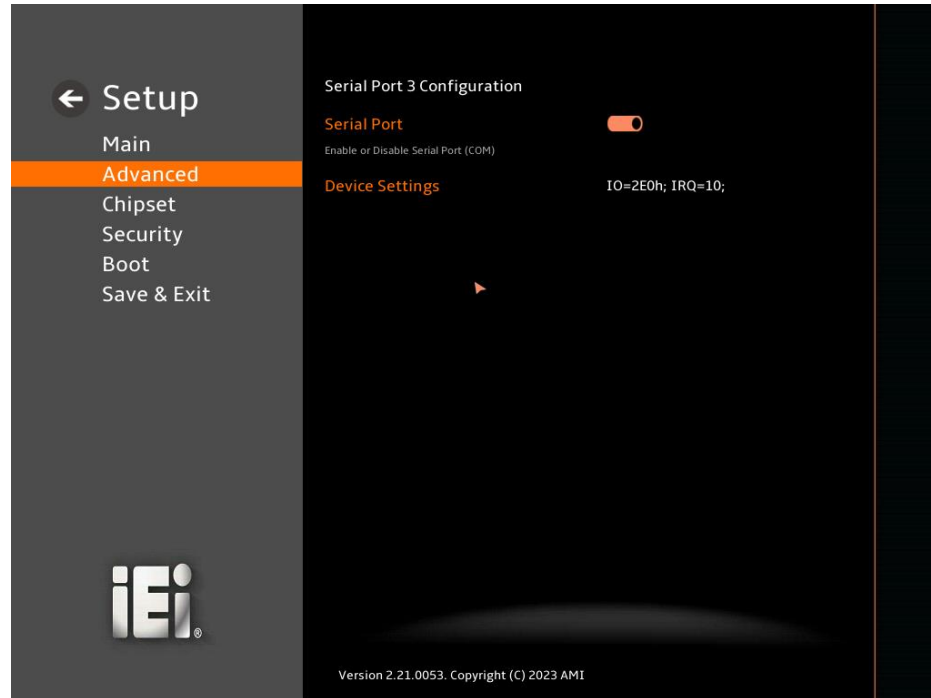 Setup
Main
Advanced
Chipset
Security
Boot
Save & Exit
iEi®
Serial Port 3 Configuration
Serial Port
Enable or Disable Serial Port (COM)
Device Settings IO=2E0h; IRQ=10;
Version 2.21.0053. Copyright (C) 2023 AMI